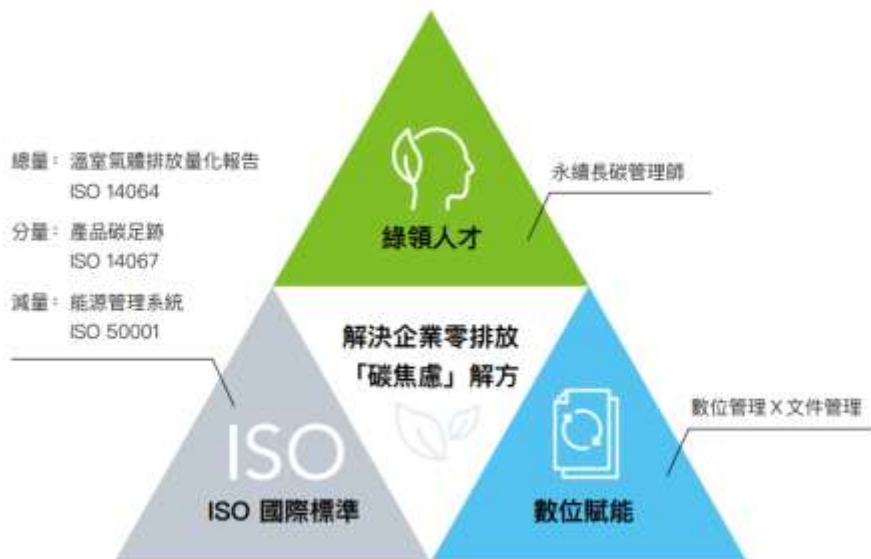 總量： 溫室氣體排放量化報告
ISO 14064
分量： 產品碳足跡
ISO 14067
減量： 能源管理系統
ISO 50001
綠領人才
永續長碳管理師
解決企業零排放
「碳焦慮」解方
ISO
ISO 國際標準
數位賦能
數位管理 X 文件管理